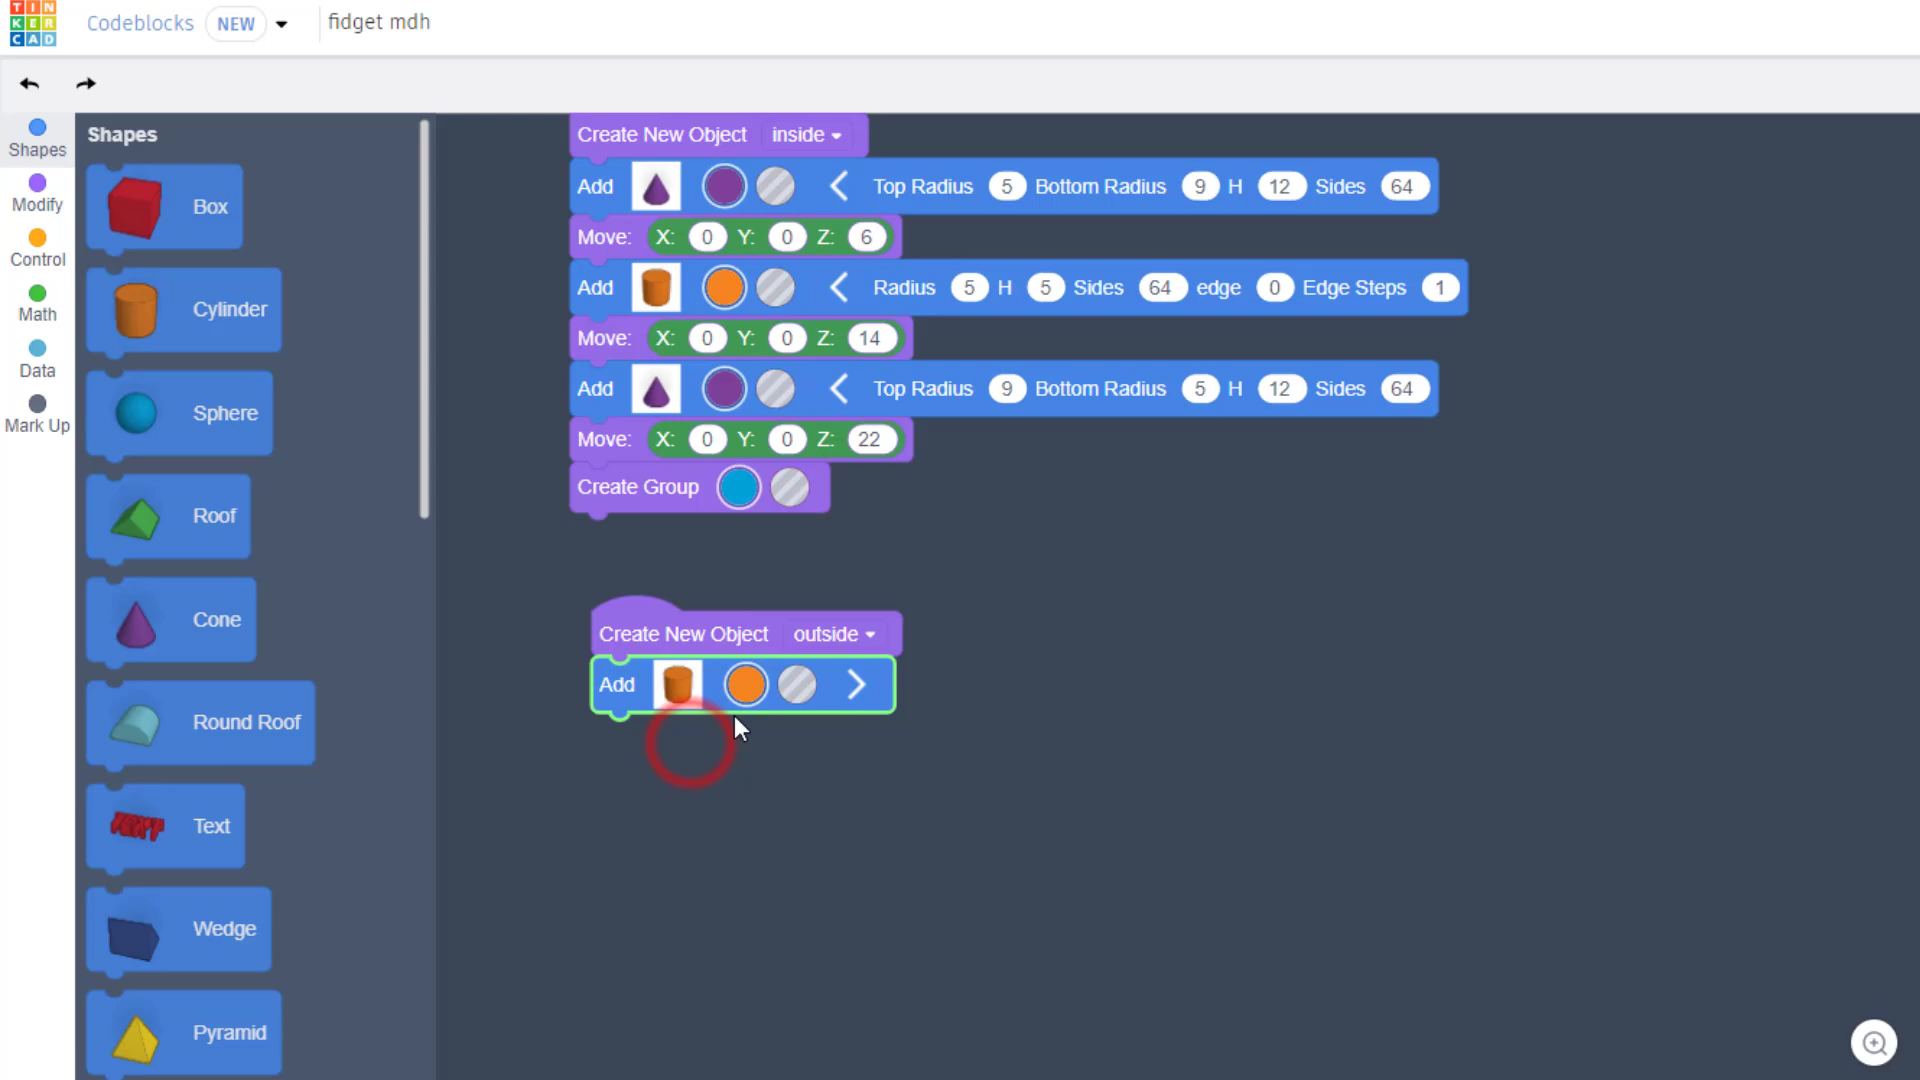 TIN
KER
CAD
Codeblocks NEW fidget mdh
Shapes
Modify
Control
Math
Data
Mark Up
Shapes
Box
Cylinder
Sphere
Roof
Cone
Round Roof
Text
Wedge
Pyramid
Create New Object inside
Add Top Radius 5 Bottom Radius 9 H 12 Sides 64
Move: X: 0 Y: 0 Z: 6
Add Radius 5 H 5 Sides 64 edge 0 Edge Steps 1
Move: X: 0 Y: 0 Z: 14
Add Top Radius 9 Bottom Radius 5 H 12 Sides 64
Move: X: 0 Y: 0 Z: 22
Create Group
Create New Object outside
Add